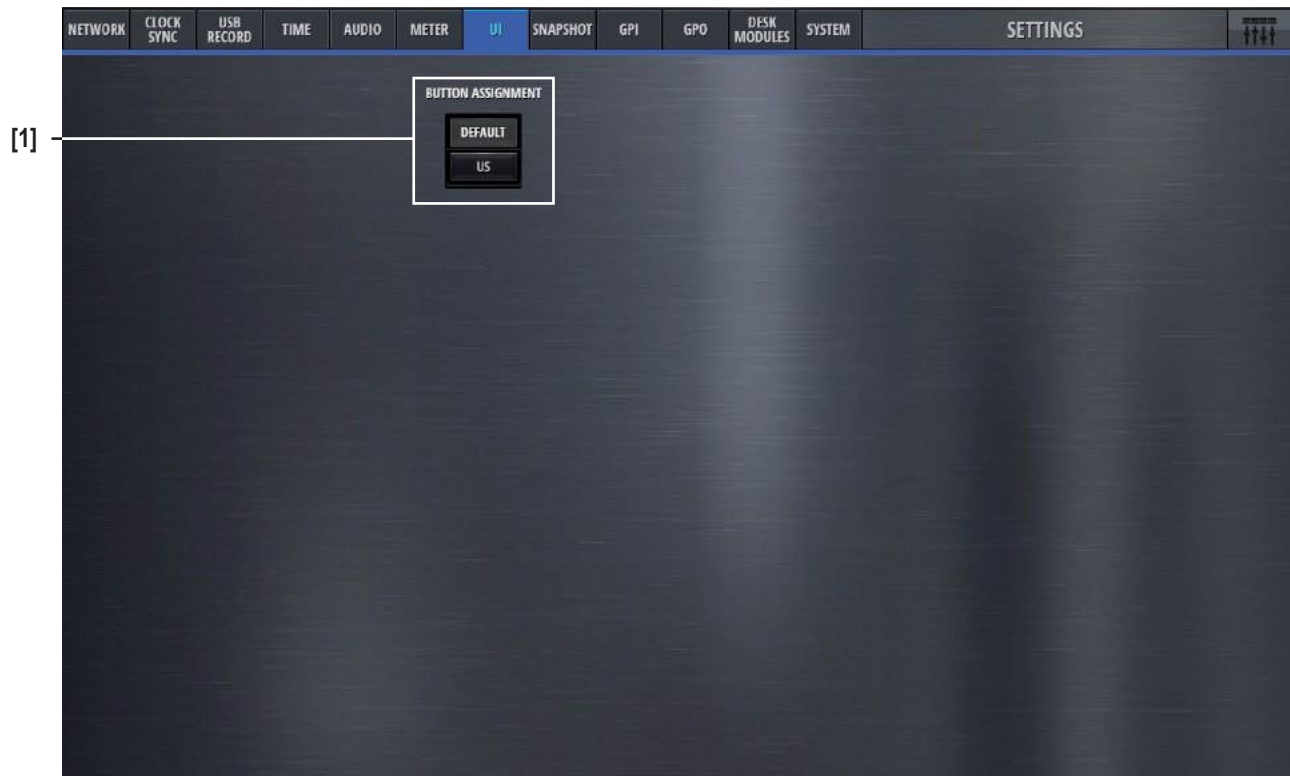 NETWORK
CLOCK
SYNC
USB
RECORD
TIME
AUDIO
METER
UI
SNAPSHOT
GPI
GPO
DESK
MODULES
SYSTEM
SETTINGS
BUTTON ASSIGNMENT
[1]
DEFAULT
US